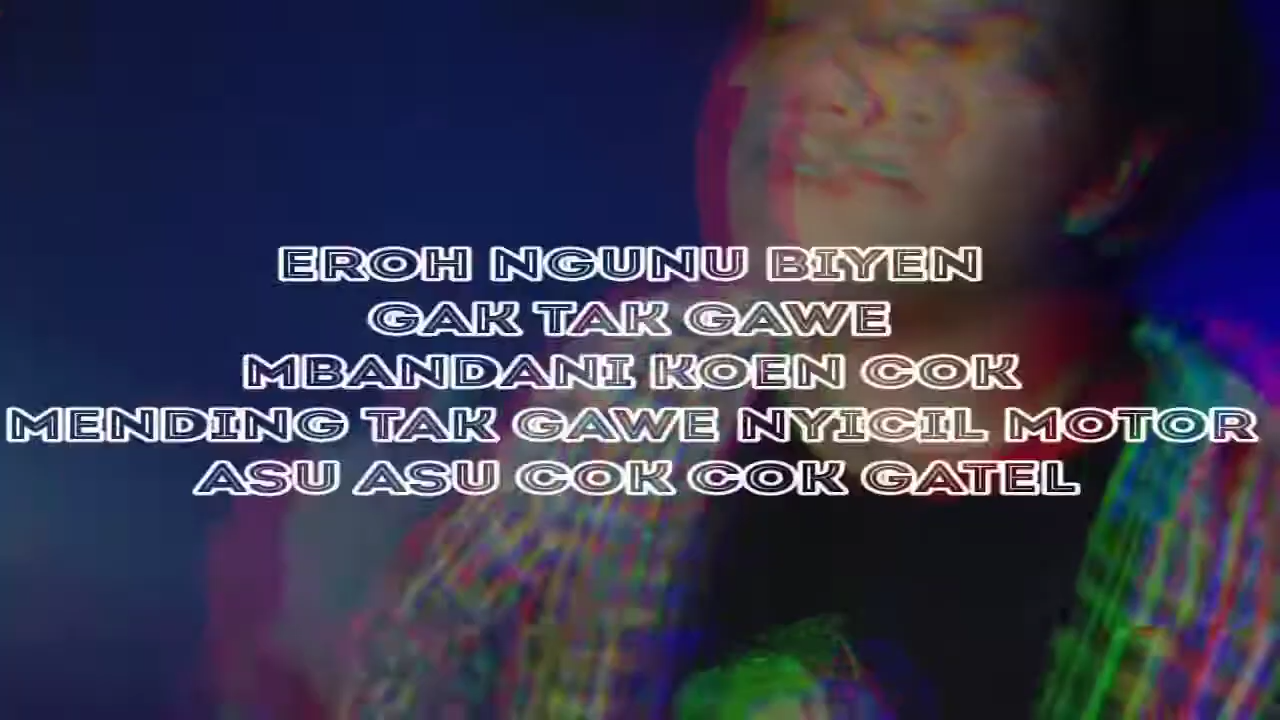 EROH NGUNU BIYEN
GAK TAK GAWE
MBANDANI KOEN COK
MENDING TAK GAWE NYICIL MOTOR
ASU ASU COK COK GATEL